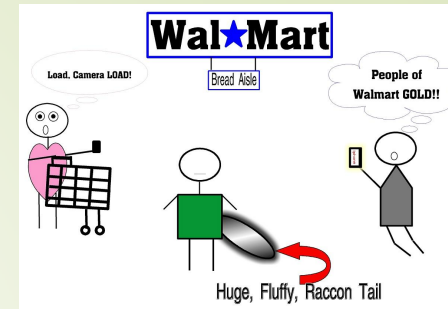 Wal★Mart
Bread Aisle
Load, Camera LOAD!
People of
Walmart GOLD!!
Huge, Fluffy, Raccon Tail